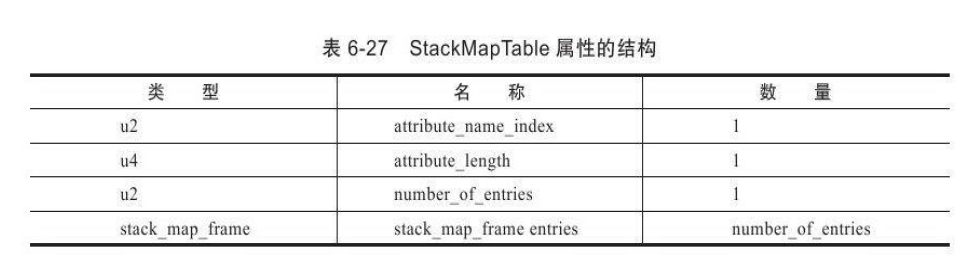 表 6-27 StackMapTable 属性的结构
类 型 名 称 数 量
u2 attribute_name_index 1
u4 attribute_length 1
u2 number_of_entries 1
stack_map_frame stack_map_frame entries number_of_entries